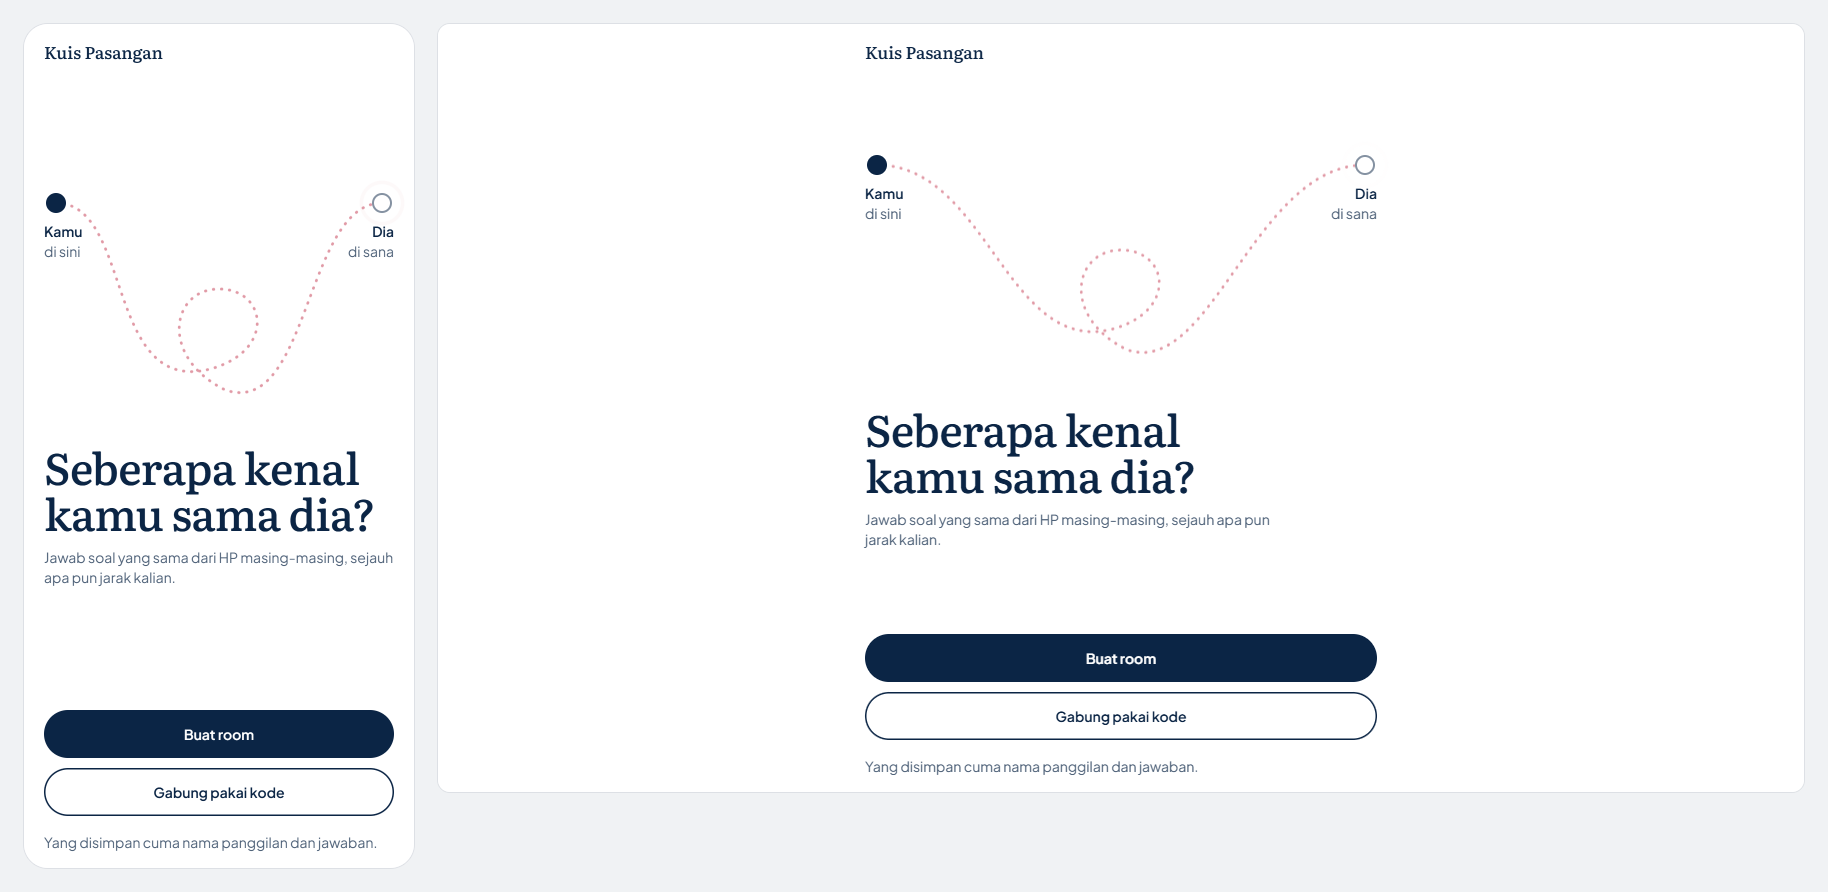 Kuis Pasangan
Kamu
di sini
Dia
di sana
Seberapa kenal
kamu sama dia?
Jawab soal yang sama dari HP masing-masing, sejauh
apa pun jarak kalian.
Buat room
Gabung pakai kode
Yang disimpan cuma nama panggilan dan jawaban.
Kuis Pasangan
Kamu
di sini
Dia
di sana
Seberapa kenal
kamu sama dia?
Jawab soal yang sama dari HP masing-masing, sejauh apa pun
jarak kalian.
Buat room
Gabung pakai kode
Yang disimpan cuma nama panggilan dan jawaban.